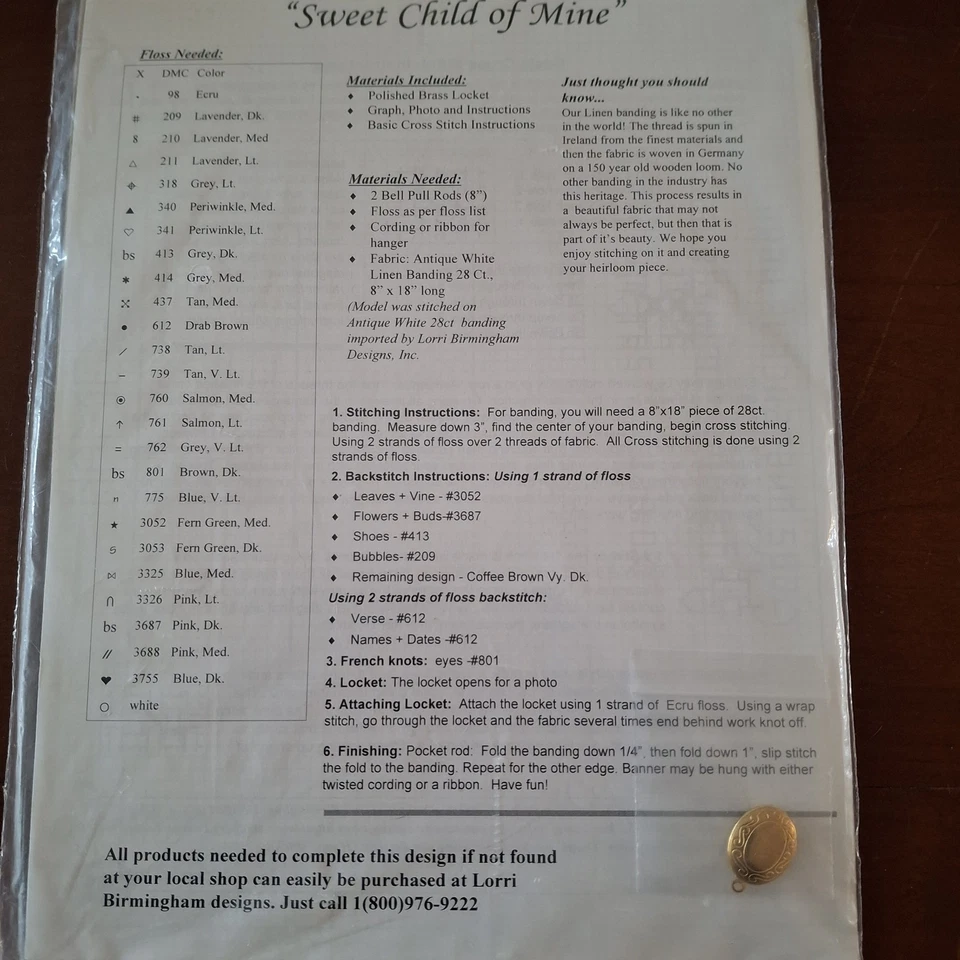 "Sweet Child of Mine"
Floss Needed:
X DMC Color
. 98 Ecru
# 209 Lavender, Dk.
8 210 Lavender, Med
△ 211 Lavender, Lt.
⌖ 318 Grey, Lt.
▲ 340 Periwinkle, Med.
♡ 341 Periwinkle, Lt.
bs 413 Grey, Dk.
* 414 Grey, Med.
⁙ 437 Tan, Med.
● 612 Drab Brown
/ 738 Tan, Lt.
– 739 Tan, V. Lt.
◉ 760 Salmon, Med.
↑ 761 Salmon, Lt.
= 762 Grey, V. Lt.
bs 801 Brown, Dk.
n 775 Blue, V. Lt.
★ 3052 Fern Green, Med.
s 3053 Fern Green, Dk.
⋈ 3325 Blue, Med.
∩ 3326 Pink, Lt.
bs 3687 Pink, Dk.
// 3688 Pink, Med.
♥ 3755 Blue, Dk.
○ white
Materials Included:
♦ Polished Brass Locket
♦ Graph, Photo and Instructions
♦ Basic Cross Stitch Instructions
Materials Needed:
♦ 2 Bell Pull Rods (8")
♦ Floss as per floss list
♦ Cording or ribbon for
hanger
♦ Fabric: Antique White
Linen Banding 28 Ct.,
8" x 18" long
(Model was stitched on
Antique White 28ct banding
imported by Lorri Birmingham
Designs, Inc.
Just thought you should
know...
Our Linen banding is like no other
in the world! The thread is spun in
Ireland from the finest materials and
then the fabric is woven in Germany
on a 150 year old wooden loom. No
other banding in the industry has
this heritage. This process results in
a beautiful fabric that may not
always be perfect, but then that is
part of it's beauty. We hope you
enjoy stitching on it and creating
your heirloom piece.
1. Stitching Instructions: For banding, you will need a 8"x18" piece of 28ct.
banding. Measure down 3", find the center of your banding, begin cross stitching.
Using 2 strands of floss over 2 threads of fabric. All Cross stitching is done using 2
strands of floss.
2. Backstitch Instructions: Using 1 strand of floss
♦ Leaves + Vine - #3052
♦ Flowers + Buds-#3687
♦ Shoes - #413
♦ Bubbles- #209
♦ Remaining design - Coffee Brown Vy. Dk.
Using 2 strands of floss backstitch:
♦ Verse - #612
♦ Names + Dates -#612
3. French knots: eyes -#801
4. Locket: The locket opens for a photo
5. Attaching Locket: Attach the locket using 1 strand of Ecru floss. Using a wrap
stitch, go through the locket and the fabric several times end behind work knot off.
6. Finishing: Pocket rod: Fold the banding down 1/4", then fold down 1", slip stitch
the fold to the banding. Repeat for the other edge. Banner may be hung with either
twisted cording or a ribbon. Have fun!
All products needed to complete this design if not found
at your local shop can easily be purchased at Lorri
Birmingham designs. Just call 1(800)976-9222